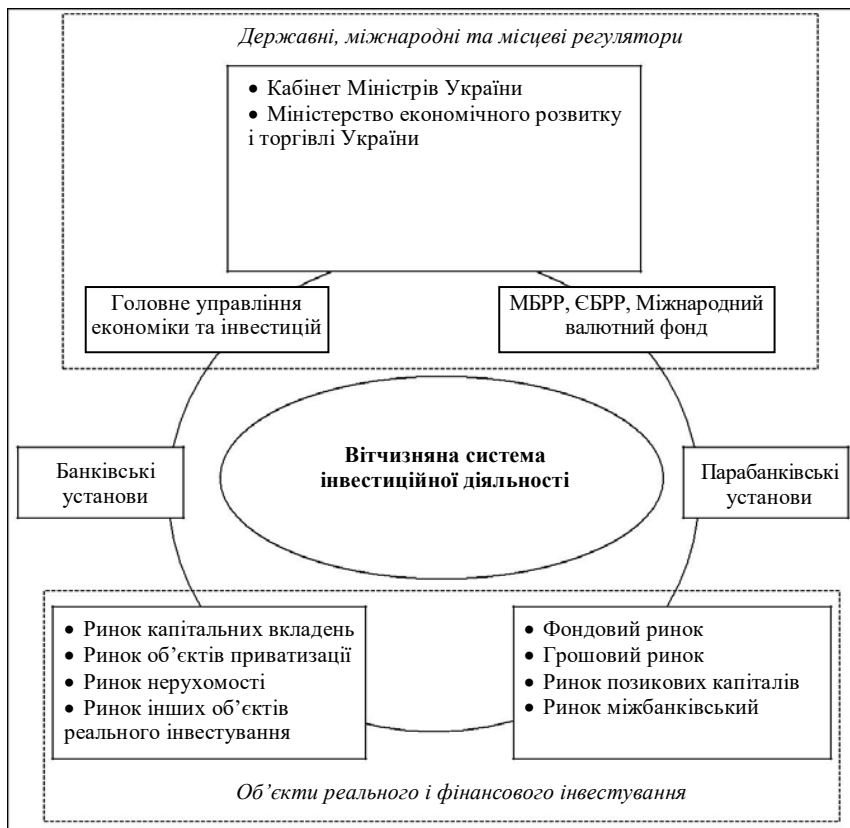 Державні, міжнародні та місцеві регулятори
• Кабінет Міністрів України
• Міністерство економічного розвитку
і торгівлі України
Головне управління
економіки та інвестицій
МБРР, ЄБРР, Міжнародний
валютний фонд
Вітчизняна система
інвестиційної діяльності
Банківські
установи
Парабанківські
установи
• Ринок капітальних вкладень
• Ринок об’єктів приватизації
• Ринок нерухомості
• Ринок інших об’єктів
реального інвестування
• Фондовий ринок
• Грошовий ринок
• Ринок позикових капіталів
• Ринок міжбанківський
Об’єкти реального і фінансового інвестування